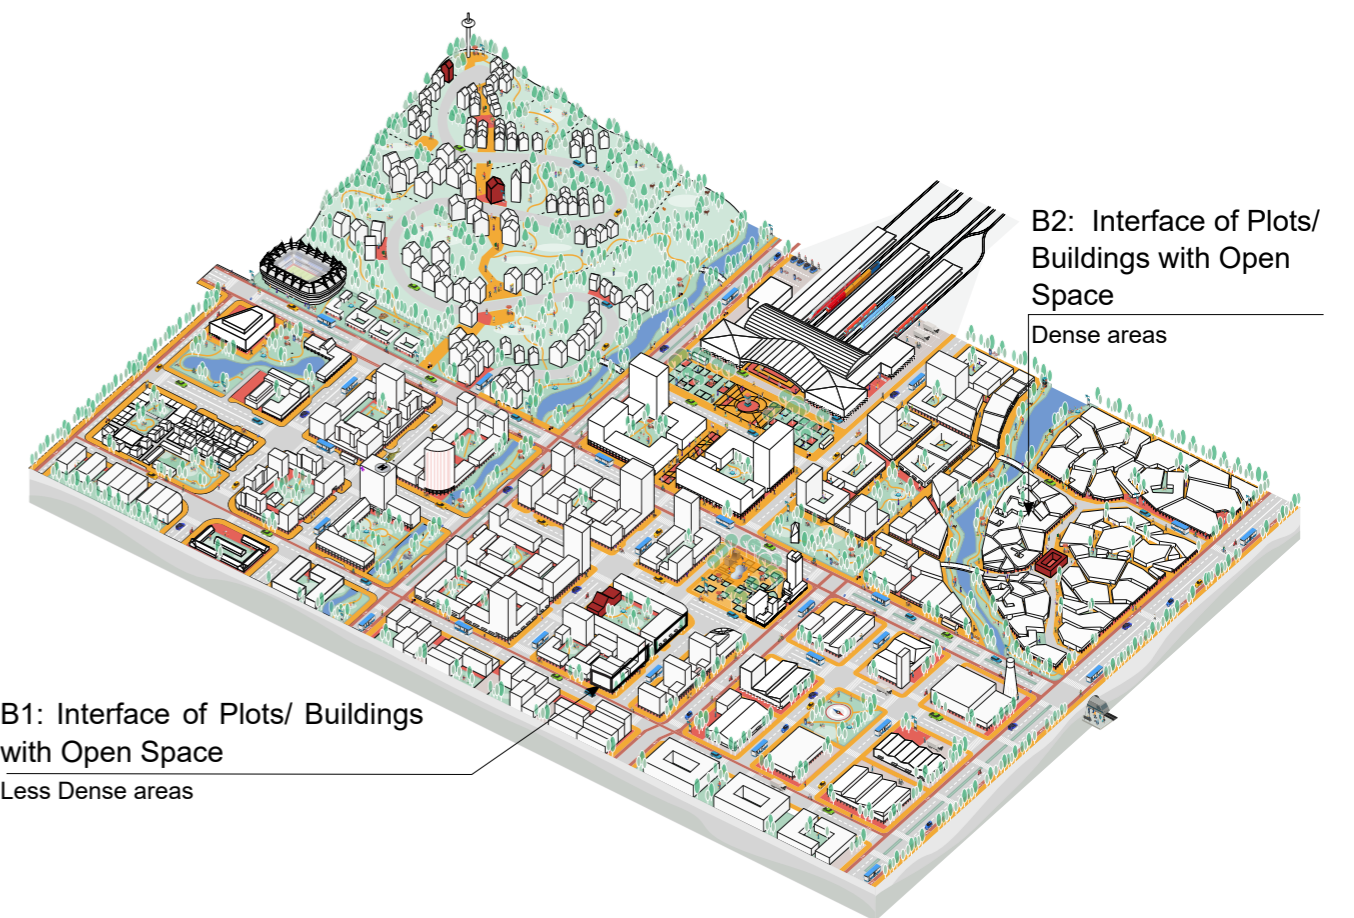 B2: Interface of Plots/
Buildings with Open
Space
Dense areas
B1: Interface of Plots/ Buildings
with Open Space
Less Dense areas